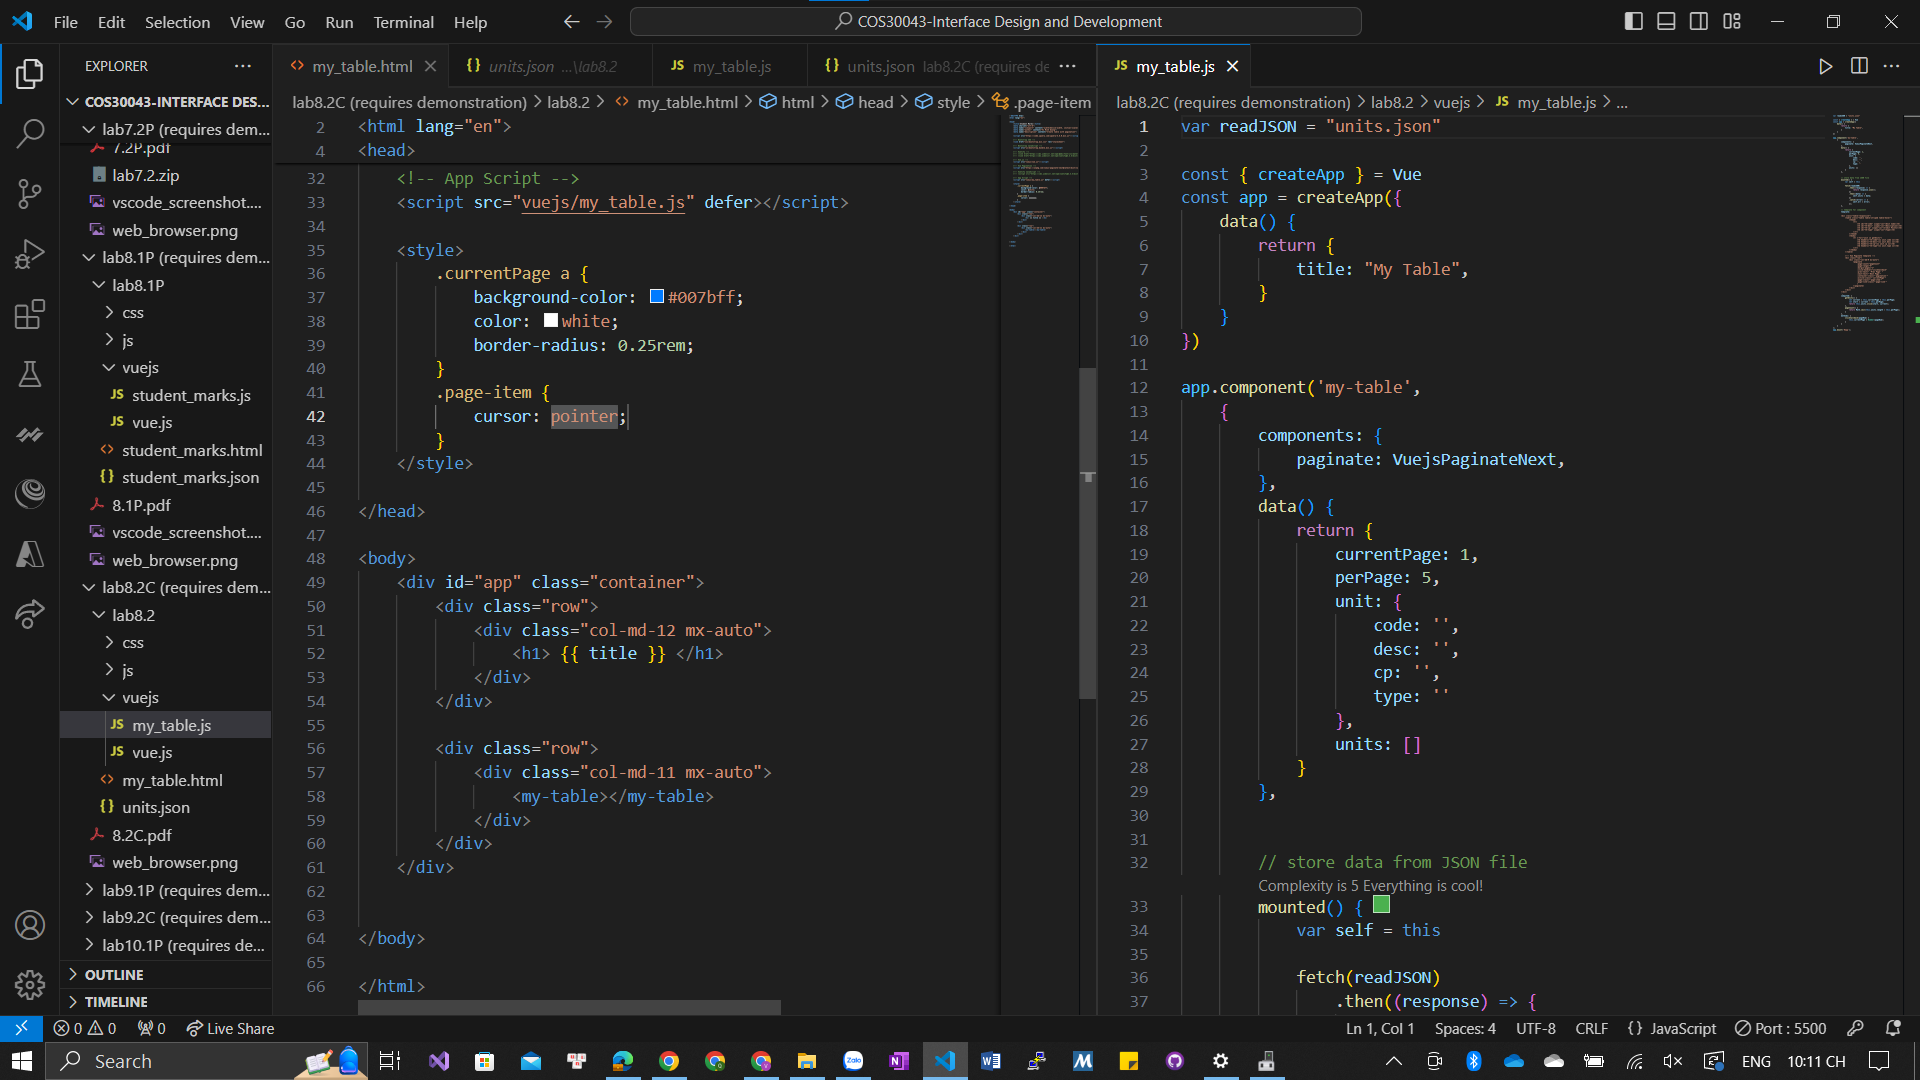 File Edit Selection View Go Run Terminal Help
COS30043-Interface Design and Development
EXPLORER
COS30043-INTERFACE DES...
lab7.2P (requires dem...
7.2P.pdf
lab7.2.zip
vscode_screenshot....
web_browser.png
lab8.1P (requires dem...
lab8.1P
css
js
vuejs
JS student_marks.js
JS vue.js
student_marks.html
{} student_marks.json
8.1P.pdf
vscode_screenshot....
web_browser.png
lab8.2C (requires dem...
lab8.2
css
js
vuejs
JS my_table.js
JS vue.js
my_table.html
{} units.json
8.2C.pdf
web_browser.png
lab9.1P (requires dem...
lab9.2C (requires dem...
lab10.1P (requires de...
OUTLINE
TIMELINE
my_table.html
{} units.json ...\lab8.2
JS my_table.js
{} units.json lab8.2C (requires de
lab8.2C (requires demonstration) > lab8.2 > my_table.html > html > head > style > .page-item
2 <html lang="en">
4 <head>
32 <!-- App Script -->
33 <script src="vuejs/my_table.js" defer></script>
34
35 <style>
36 .currentPage a {
37 background-color: #007bff;
38 color: white;
39 border-radius: 0.25rem;
40 }
41 .page-item {
42 cursor: pointer;
43 }
44 </style>
45
46 </head>
47
48 <body>
49 <div id="app" class="container">
50 <div class="row">
51 <div class="col-md-12 mx-auto">
52 <h1> {{ title }} </h1>
53 </div>
54 </div>
55
56 <div class="row">
57 <div class="col-md-11 mx-auto">
58 <my-table></my-table>
59 </div>
60 </div>
61 </div>
62
63
64 </body>
65
66 </html>
JS my_table.js
lab8.2C (requires demonstration) > lab8.2 > vuejs > JS my_table.js > ...
1 var readJSON = "units.json"
2
3 const { createApp } = Vue
4 const app = createApp({
5 data() {
6 return {
7 title: "My Table",
8 }
9 }
10 })
11
12 app.component('my-table',
13 {
14 components: {
15 paginate: VuejsPaginateNext,
16 },
17 data() {
18 return {
19 currentPage: 1,
20 perPage: 5,
21 unit: {
22 code: '',
23 desc: '',
24 cp: '',
25 type: ''
26 },
27 units: []
28 }
29 },
30
31
32 // store data from JSON file
Complexity is 5 Everything is cool!
33 mounted() {
34 var self = this
35
36 fetch(readJSON)
37 .then((response) => {
0 0 0 Live Share
Ln 1, Col 1 Spaces: 4 UTF-8 CRLF {} JavaScript Port : 5500
Search
Zalo
ENG 10:11 CH